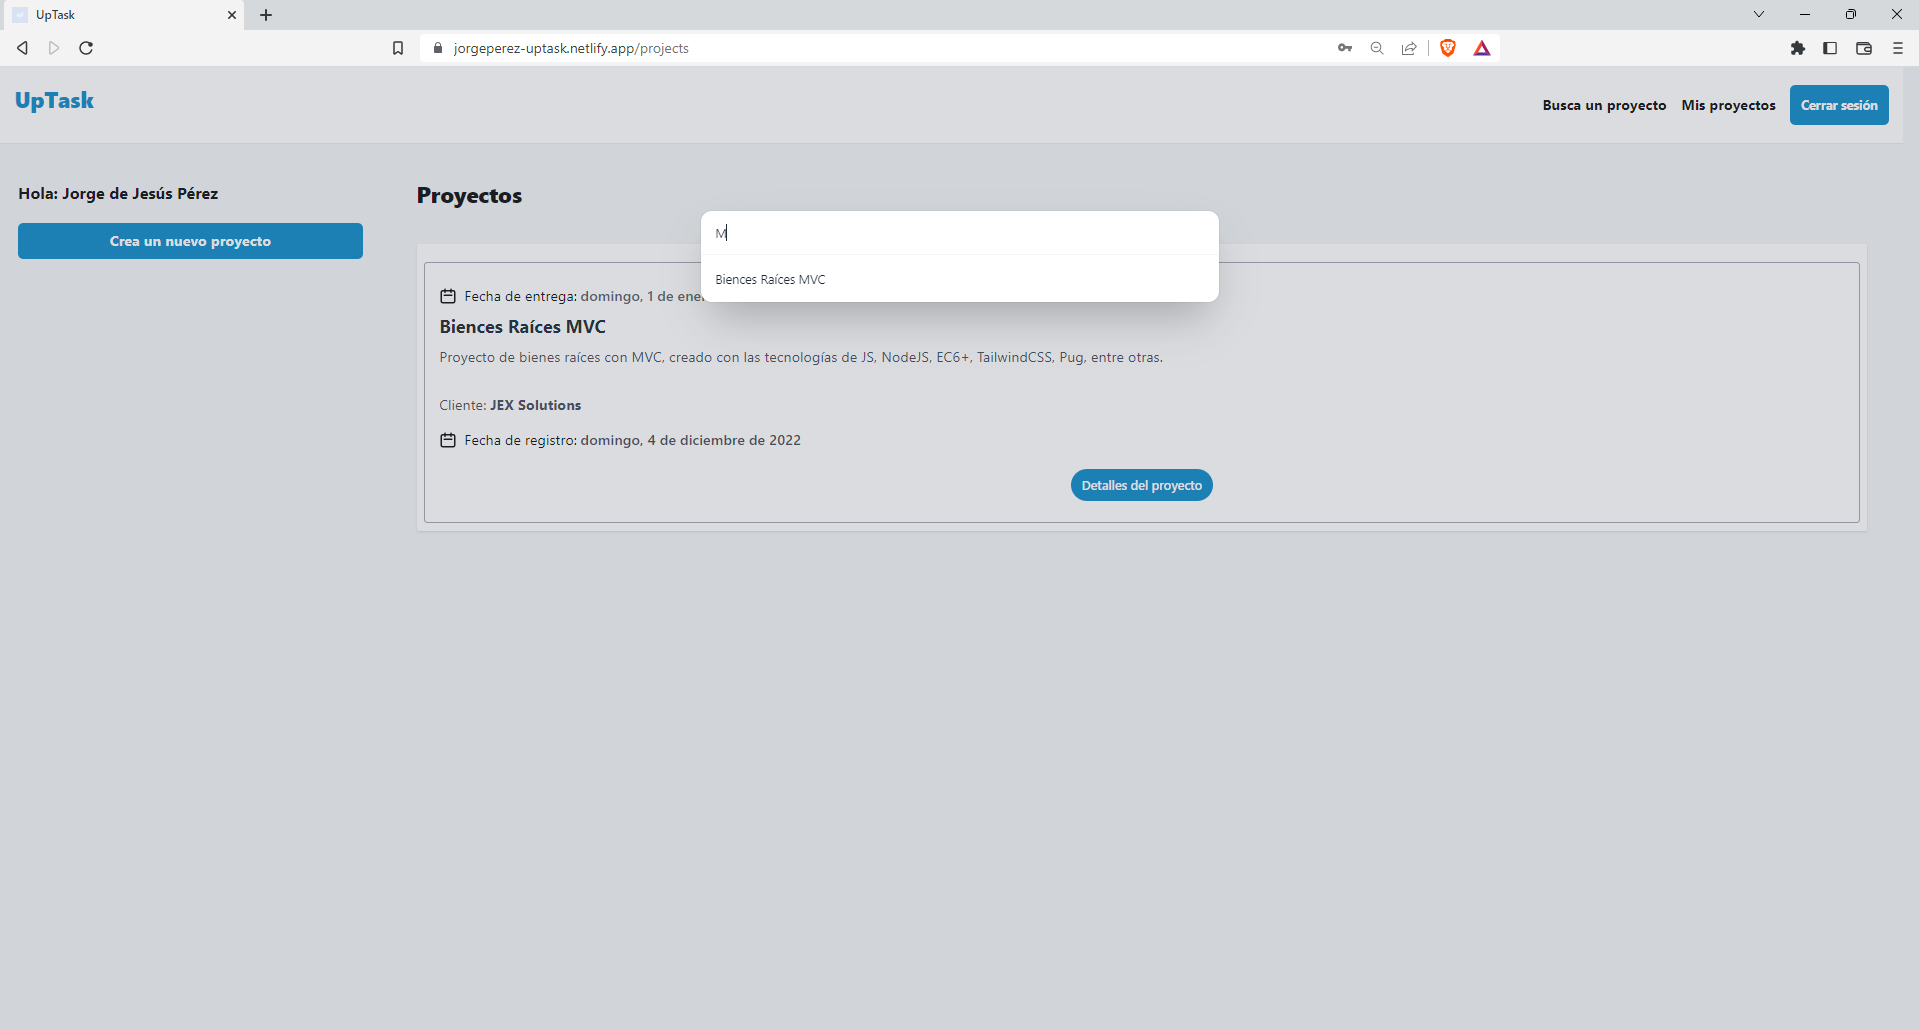 UpTask
jorgeperez-uptask.netlify.app/projects
UpTask
Busca un proyecto Mis proyectos Cerrar sesión
Hola: Jorge de Jesús Pérez
Crea un nuevo proyecto
Proyectos
M
Biences Raíces MVC
Fecha de entrega: domingo, 1 de
Biences Raíces MVC
Proyecto de bienes raíces con MVC, creado con las tecnologías de JS, NodeJS, EC6+, TailwindCSS, Pug, entre otras.
Cliente: JEX Solutions
Fecha de registro: domingo, 4 de diciembre de 2022
Detalles del proyecto